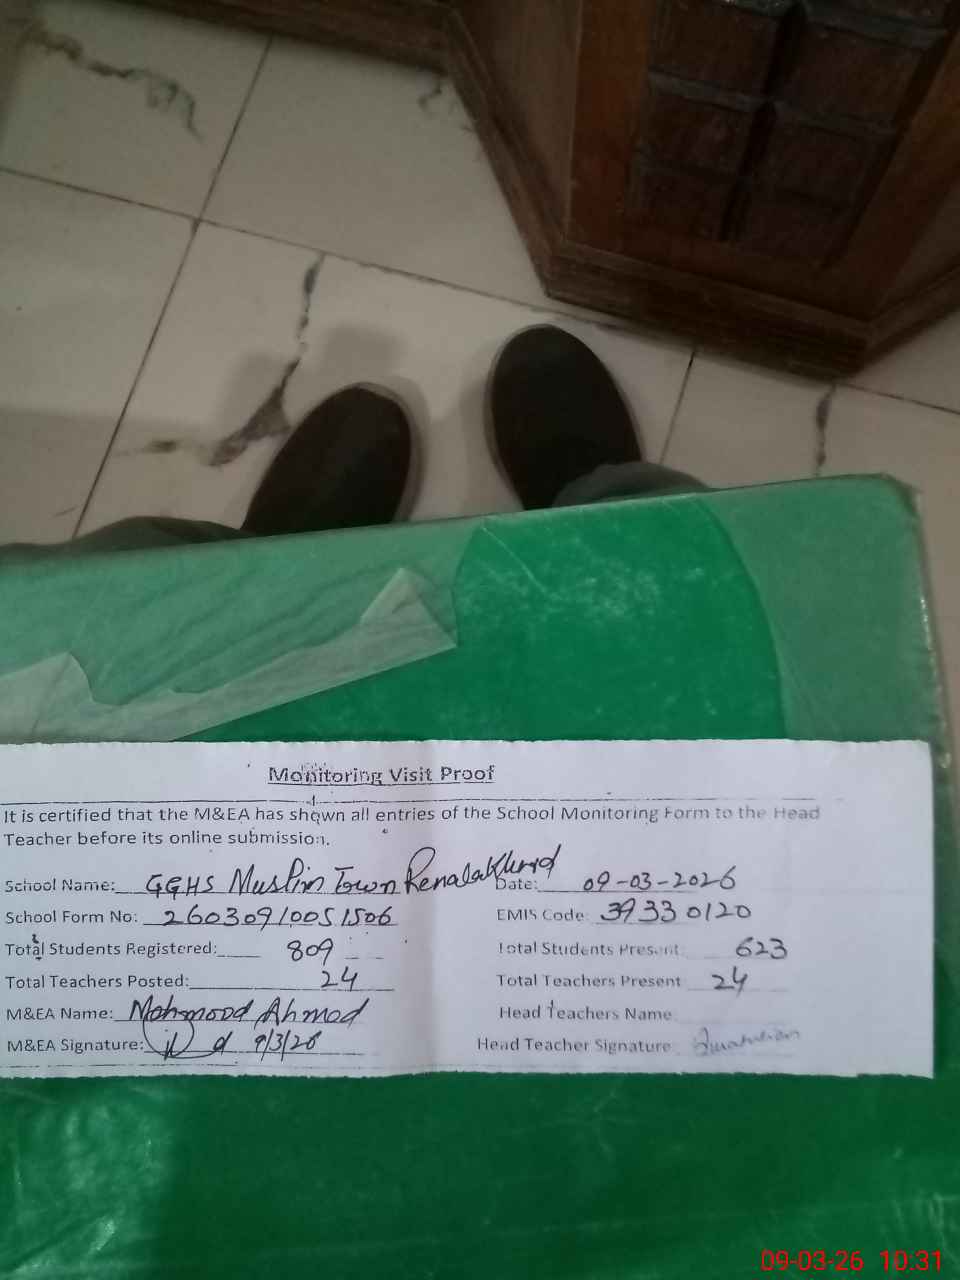 Monitoring Visit Proof
It is certified that the M&EA has shown all entries of the School Monitoring Form to the Head
Teacher before its online submission.
School Name: GGHS Muslim Town Renalakhurd Date: 09-03-2026
School Form No: 26030910051506 EMIS Code: 39330120
Total Students Registered: 809 Total Students Present: 623
Total Teachers Posted: 24 Total Teachers Present 24
M&EA Name: Mahmood Ahmed Head Teachers Name
M&EA Signature: 9/3/26 Head Teacher Signature
09-03-26 10:31